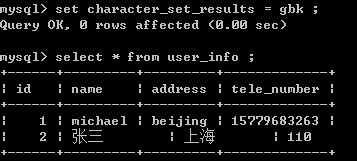 mysql> set character_set_results = gbk ;
Query OK, 0 rows affected (0.00 sec)
mysql> select * from user_info ;
+------+---------+---------+-------------+
| id | name | address | tele_number |
+------+---------+---------+-------------+
| 1 | michael | beijing | 15779683263 |
| 2 | 张三 | 上海 | 110